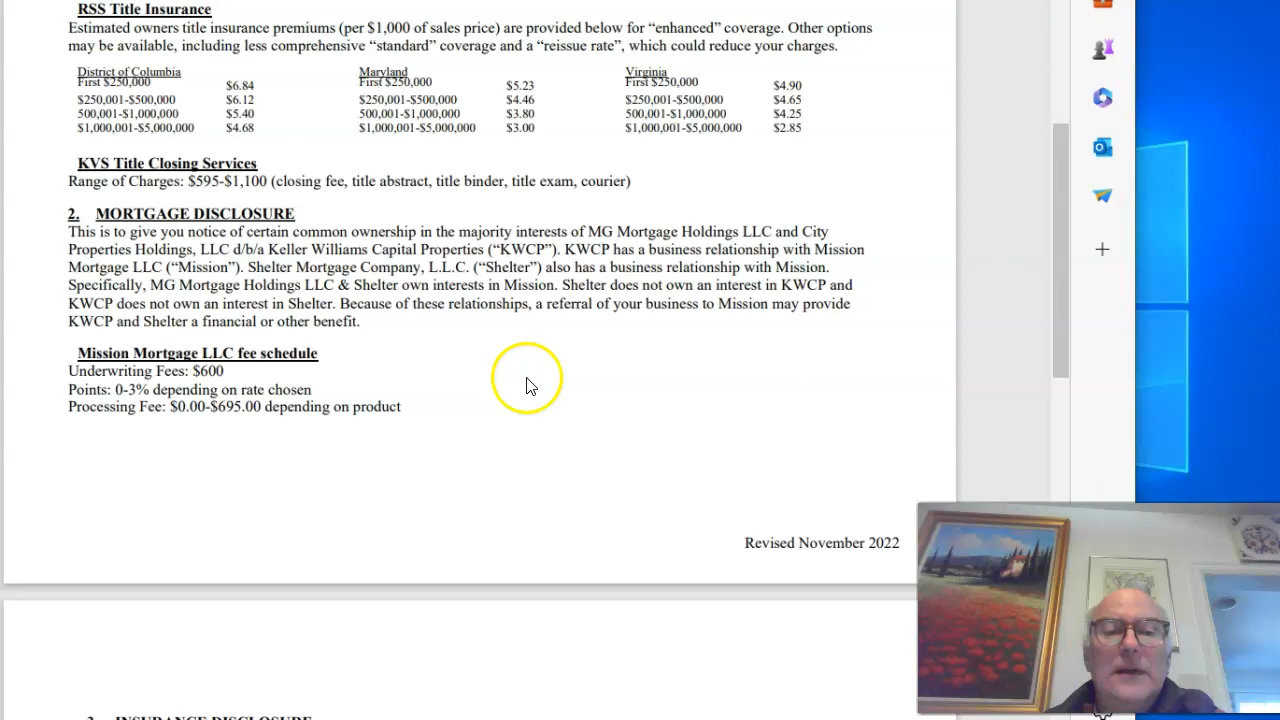 RSS Title Insurance
Estimated owners title insurance premiums (per $1,000 of sales price) are provided below for “enhanced” coverage. Other options
may be available, including less comprehensive “standard” coverage and a “reissue rate”, which could reduce your charges.
District of Columbia Maryland Virginia
First $250,000 $6.84 First $250,000 $5.23 First $250,000 $4.90
$250,001-$500,000 $6.12 $250,001-$500,000 $4.46 $250,001-$500,000 $4.65
500,001-$1,000,000 $5.40 500,001-$1,000,000 $3.80 500,001-$1,000,000 $4.25
$1,000,001-$5,000,000 $4.68 $1,000,001-$5,000,000 $3.00 $1,000,001-$5,000,000 $2.85
KVS Title Closing Services
Range of Charges: $595-$1,100 (closing fee, title abstract, title binder, title exam, courier)
2. MORTGAGE DISCLOSURE
This is to give you notice of certain common ownership in the majority interests of MG Mortgage Holdings LLC and City
Properties Holdings, LLC d/b/a Keller Williams Capital Properties (“KWCP”). KWCP has a business relationship with Mission
Mortgage LLC (“Mission”). Shelter Mortgage Company, L.L.C. (“Shelter”) also has a business relationship with Mission.
Specifically, MG Mortgage Holdings LLC & Shelter own interests in Mission. Shelter does not own an interest in KWCP and
KWCP does not own an interest in Shelter. Because of these relationships, a referral of your business to Mission may provide
KWCP and Shelter a financial or other benefit.
Mission Mortgage LLC fee schedule
Underwriting Fees: $600
Points: 0-3% depending on rate chosen
Processing Fee: $0.00-$695.00 depending on product
Revised November 2022
3. INSURANCE DISCLOSURE